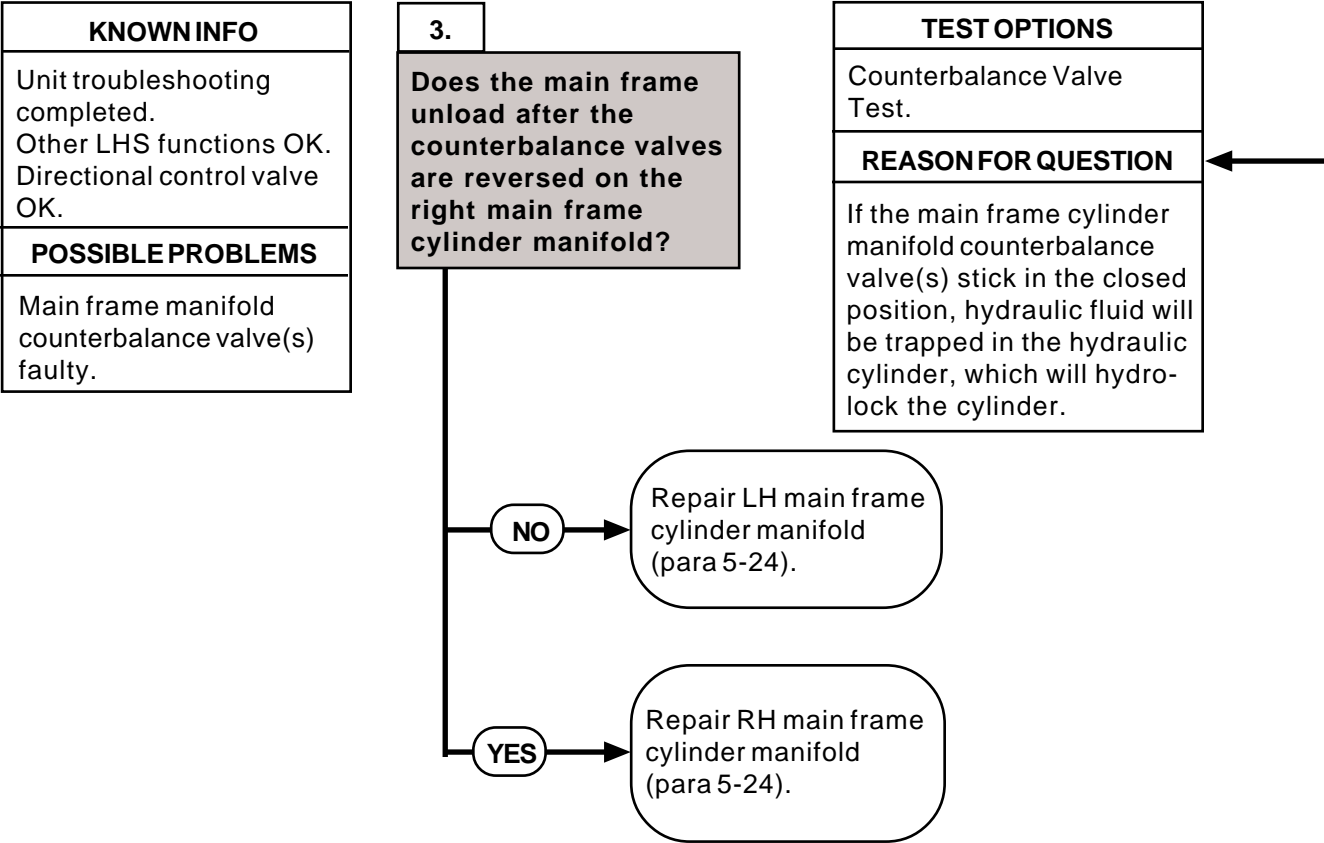 KNOWN INFO
Unit troubleshooting
completed.
Other LHS functions OK.
Directional control valve
OK.
POSSIBLE PROBLEMS
Main frame manifold
counterbalance valve(s)
faulty.
3.
Does the main frame
unload after the
counterbalance valves
are reversed on the
right main frame
cylinder manifold?
TEST OPTIONS
Counterbalance Valve
Test.
REASON FOR QUESTION
If the main frame cylinder
manifold counterbalance
valve(s) stick in the closed
position, hydraulic fluid will
be trapped in the hydraulic
cylinder, which will hydro-
lock the cylinder.
NO
Repair LH main frame
cylinder manifold
(para 5-24).
YES
Repair RH main frame
cylinder manifold
(para 5-24).